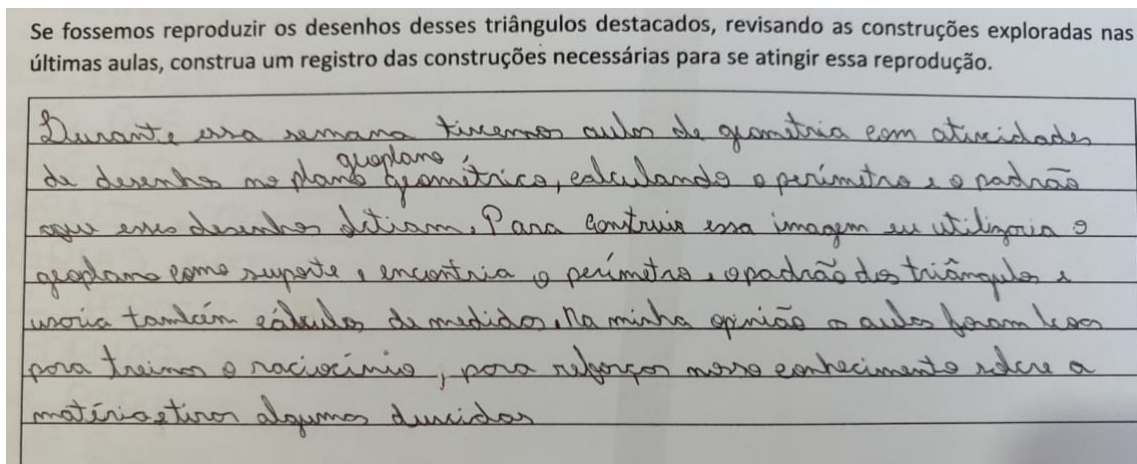 Se fossemos reproduzir os desenhos desses triângulos destacados, revisando as construções exploradas nas
últimas aulas, construa um registro das construções necessárias para se atingir essa reprodução.
Durante essa semana tivemos aulas de geometria com atividades
geoplano
de desenhos no plano geométrico, calculando o perímetro e o padrão
que esses desenhos ditiam. Para construir essa imagem eu utilizaria o
geoplano como suporte, encontria o perímetro, o padrão dos triângulos e
usaria também cálculos de medidas. Na minha opinião as aulas foram boas
para treinar o raciocínio, para reforçar nosso conhecimento sobre a
matéria e tirar algumas duvidas